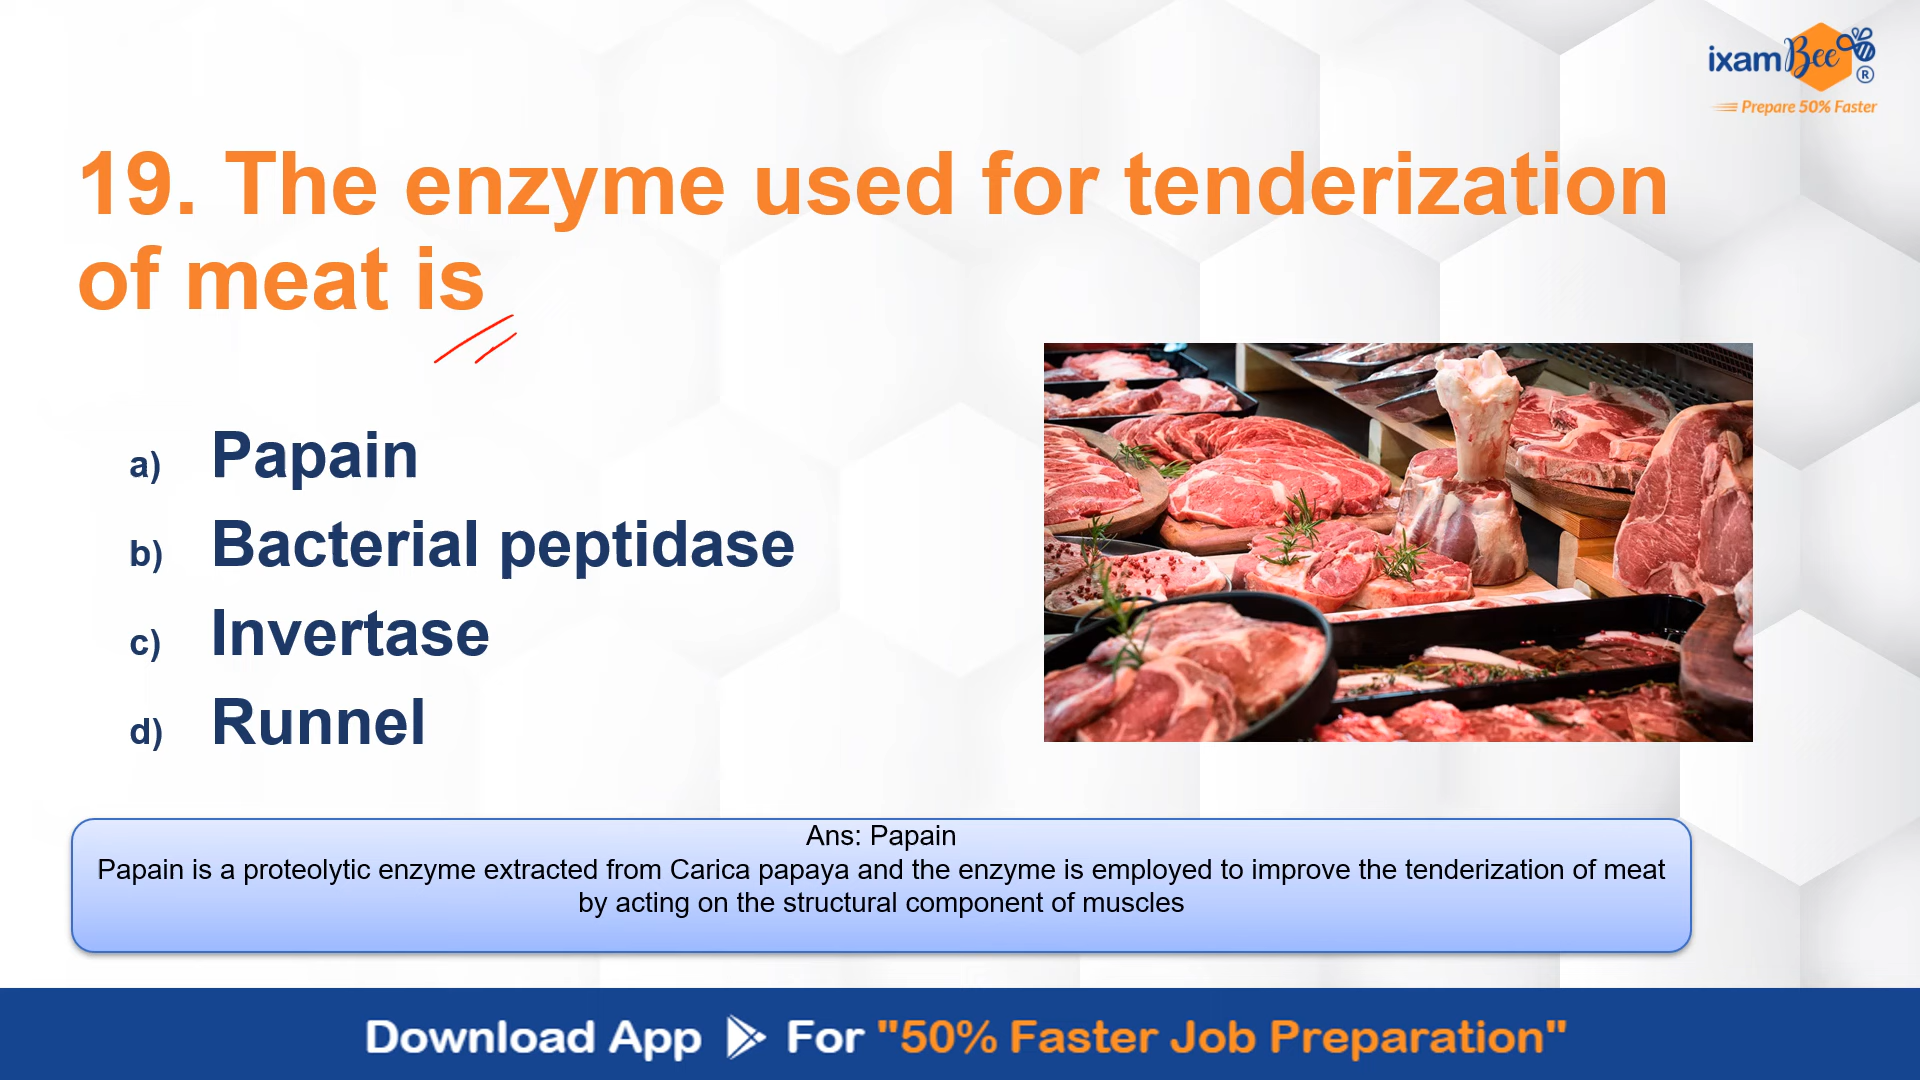 ixamBee®
Prepare 50% Faster
19. The enzyme used for tenderization
of meat is
a) Papain
b) Bacterial peptidase
c) Invertase
d) Runnel
Ans: Papain
Papain is a proteolytic enzyme extracted from Carica papaya and the enzyme is employed to improve the tenderization of meat
by acting on the structural component of muscles
Download App For "50% Faster Job Preparation"